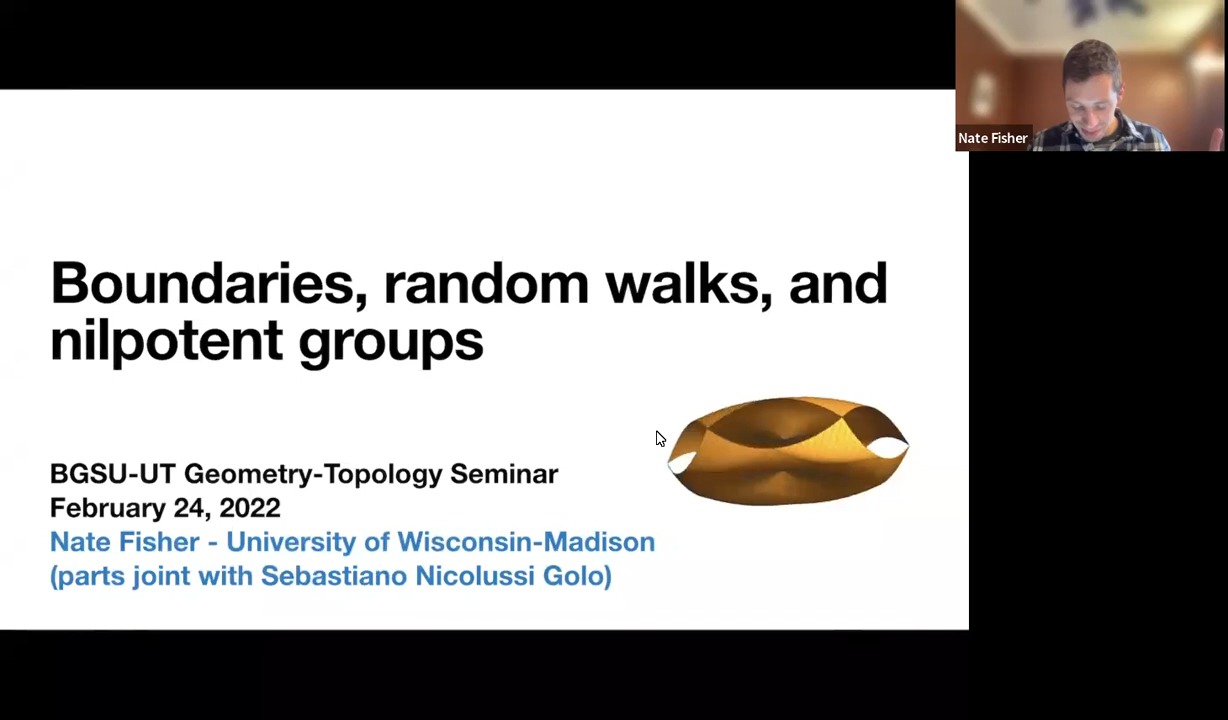 Nate Fisher
Boundaries, random walks, and
nilpotent groups
BGSU-UT Geometry-Topology Seminar
February 24, 2022
Nate Fisher - University of Wisconsin-Madison
(parts joint with Sebastiano Nicolussi Golo)